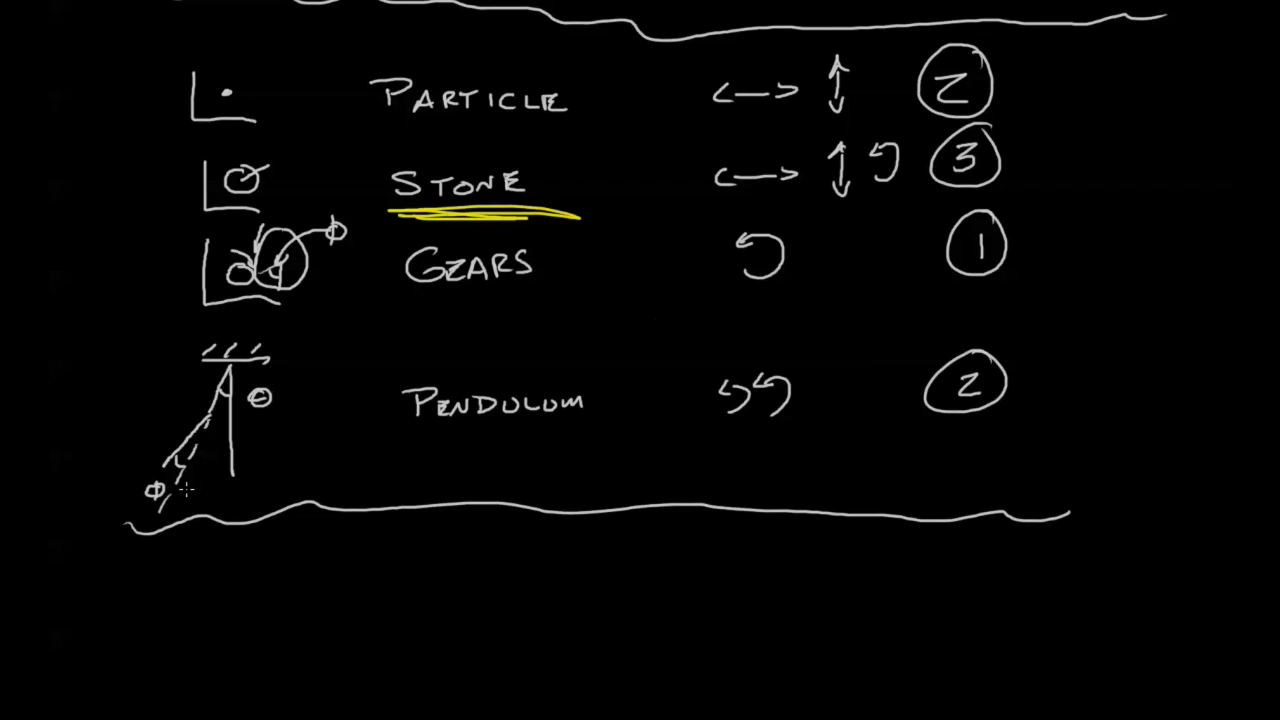 PARTICLE 2
STONE 3
Φ
GEARS 1
Θ PENDULUM 2
Φ